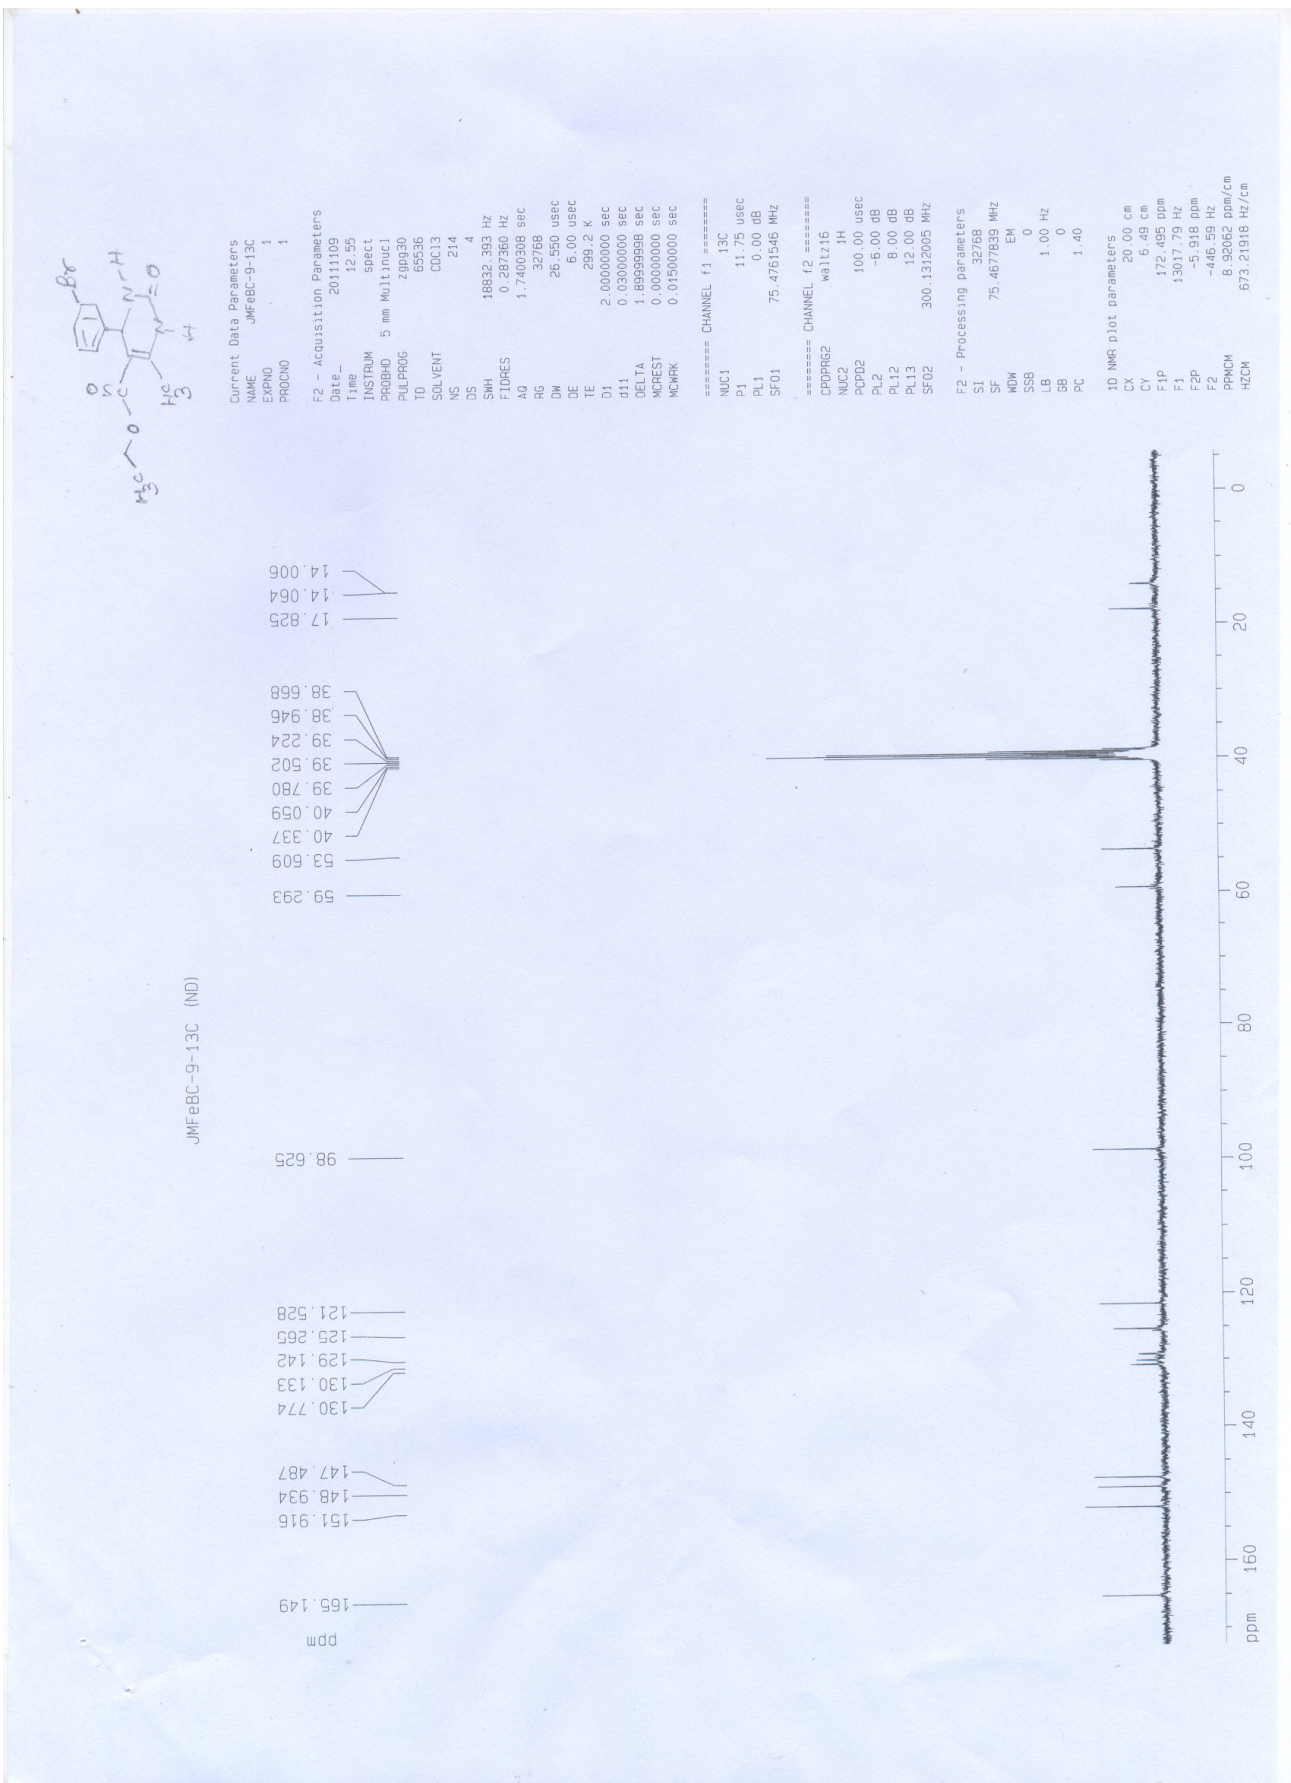 H3C O C O Br N-H N =O H H3C
JMFeBC-9-13C (ND)
ppm
165.149
151.916
148.934
147.487
130.774
130.133
129.142
125.265
121.528
98.625
59.293
53.609
40.337
40.059
39.780
39.502
39.224
38.946
38.668
17.825
14.064
14.006
Current Data Parameters
NAME JMFeBC-9-13C
EXPNO 1
PROCNO 1
F2 - Acquisition Parameters
Date_ 20111109
Time 12.55
INSTRUM spect
PROBHD 5 mm Multinucl
PULPROG zgpg30
TD 65536
SOLVENT CDCl3
NS 214
DS 4
SWH 18832.393 Hz
FIDRES 0.287360 Hz
AQ 1.7400308 sec
RG 32768
DW 26.550 usec
DE 6.00 usec
TE 299.2 K
D1 2.00000000 sec
d11 0.03000000 sec
DELTA 1.89999998 sec
MCREST 0.00000000 sec
MCWRK 0.01500000 sec
======== CHANNEL f1 ========
NUC1 13C
P1 11.75 usec
PL1 0.00 dB
SFO1 75.4761546 MHz
======== CHANNEL f2 ========
CPDPRG2 waltz16
NUC2 1H
PCPD2 100.00 usec
PL2 -6.00 dB
PL12 8.00 dB
PL13 12.00 dB
SFO2 300.1312005 MHz
F2 - Processing parameters
SI 32768
SF 75.4677839 MHz
WDW EM
SSB 0
LB 1.00 Hz
GB 0
PC 1.40
1D NMR plot parameters
CX 20.00 cm
CY 6.49 cm
F1P 172.495 ppm
F1 13017.79 Hz
F2P -5.918 ppm
F2 -446.59 Hz
PPMCM 8.92062 ppm/cm
HZCM 673.21918 Hz/cm
ppm 160 140 120 100 80 60 40 20 0